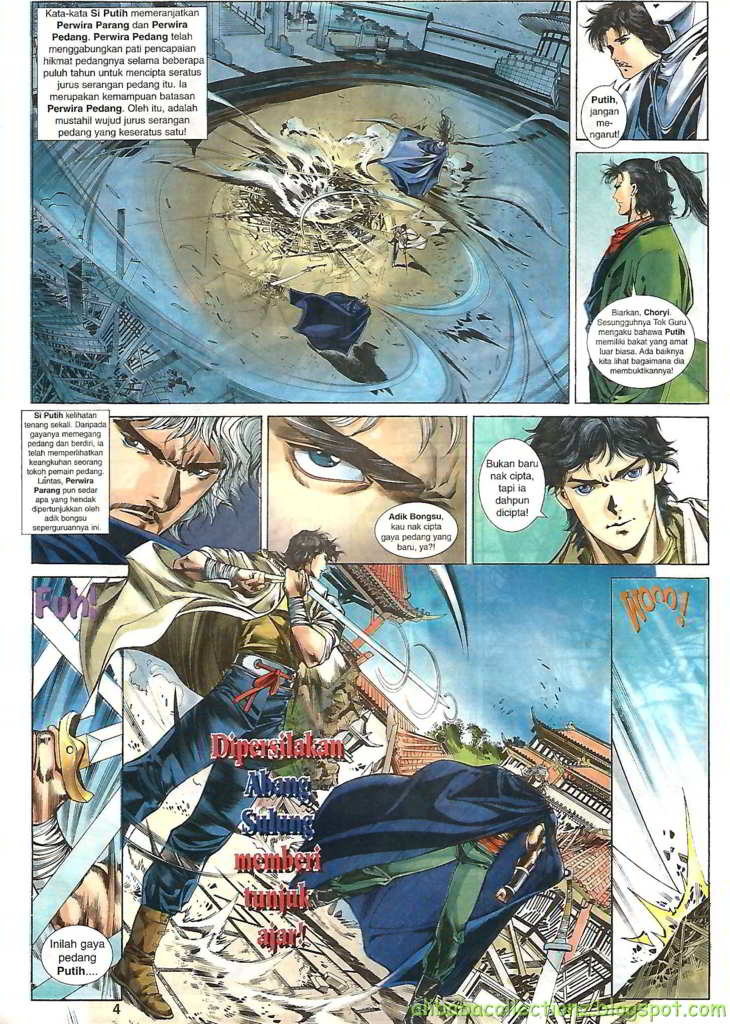 Kata-kata Si Putih memeranjatkan
Perwira Parang dan Perwira
Pedang. Perwira Pedang telah
menggabungkan pati pencapaian
hikmat pedangnya selama beberapa
puluh tahun untuk mencipta seratus
jurus serangan pedang itu. Ia
merupakan kemampuan batasan
Perwira Pedang. Oleh itu, adalah
mustahil wujud jurus serangan
pedang yang keseratus satu!
Putih,
jangan
me-
ngarut!
Biarkan, Choryi.
Sesungguhnya Tok Guru
mengaku bahawa Putih
memiliki bakat yang amat
luar biasa. Ada baiknya
kita lihat bagaimana dia
membuktikannya!
Si Putih kelihatan
tenang sekali. Daripada
gayanya memegang
pedang dan berdiri, ia
telah memperlihatkan
keangkuhan seorang
tokoh pemain pedang.
Lantas, Perwira
Parang pun sedar
apa yang hendak
dipertunjukkan oleh
adik bongsu
seperguruannya ini.
Adik Bongsu,
kau nak cipta
gaya pedang yang
baru, ya?!
Bukan baru
nak cipta,
tapi ia
dahpun
dicipta!
Fuh!
Wom!
Dipersilakan
Abang
Sulung
memberi
tunjuk
ajar!
Inilah gaya
pedang
Putih....
4
alibabacollections.blogspot.com